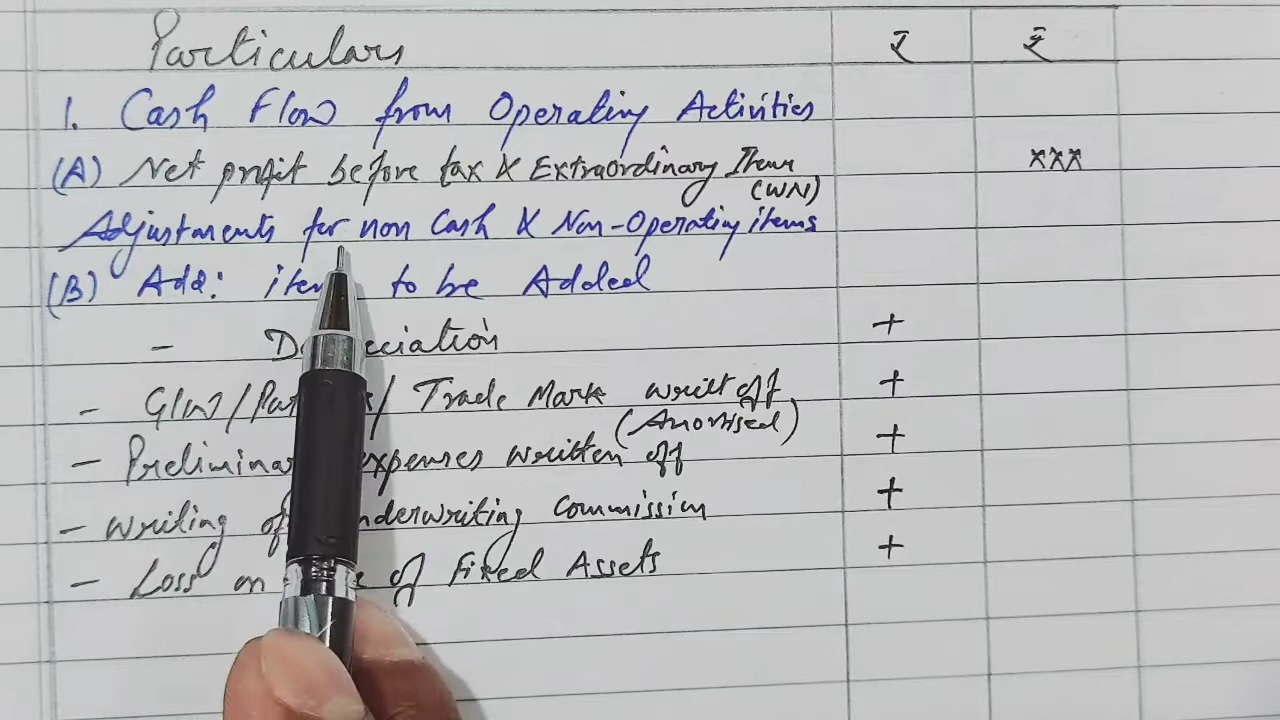 Particulars ₹ ₹
1. Cash Flow from Operating Activities
(A) Net profit before tax & Extraordinary Items xxx
(WN)
Adjustments for non Cash & Non-Operating items
(B) Add: to be Added
- +
- G/W/ / Trade Mark written off +
(Amortised)
- expenses written off +
- Writing Commission +
- Loss on of Fixed Assets +